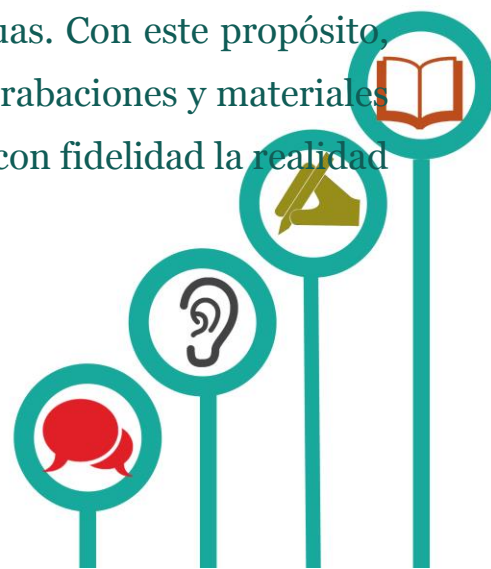 uas. Con este propósito,
rabaciones y materiales
con fidelidad la realidad